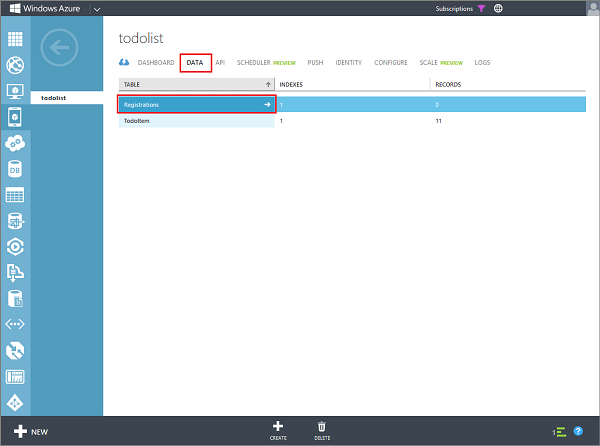 Windows Azure
Subscriptions
todolist
todolist
DASHBOARD DATA API SCHEDULER PREVIEW PUSH IDENTITY CONFIGURE SCALE PREVIEW LOGS
TABLE INDEXES RECORDS
Registrations 1 0
TodoItem 1 11
DB
NEW
CREATE
DELETE
1
?